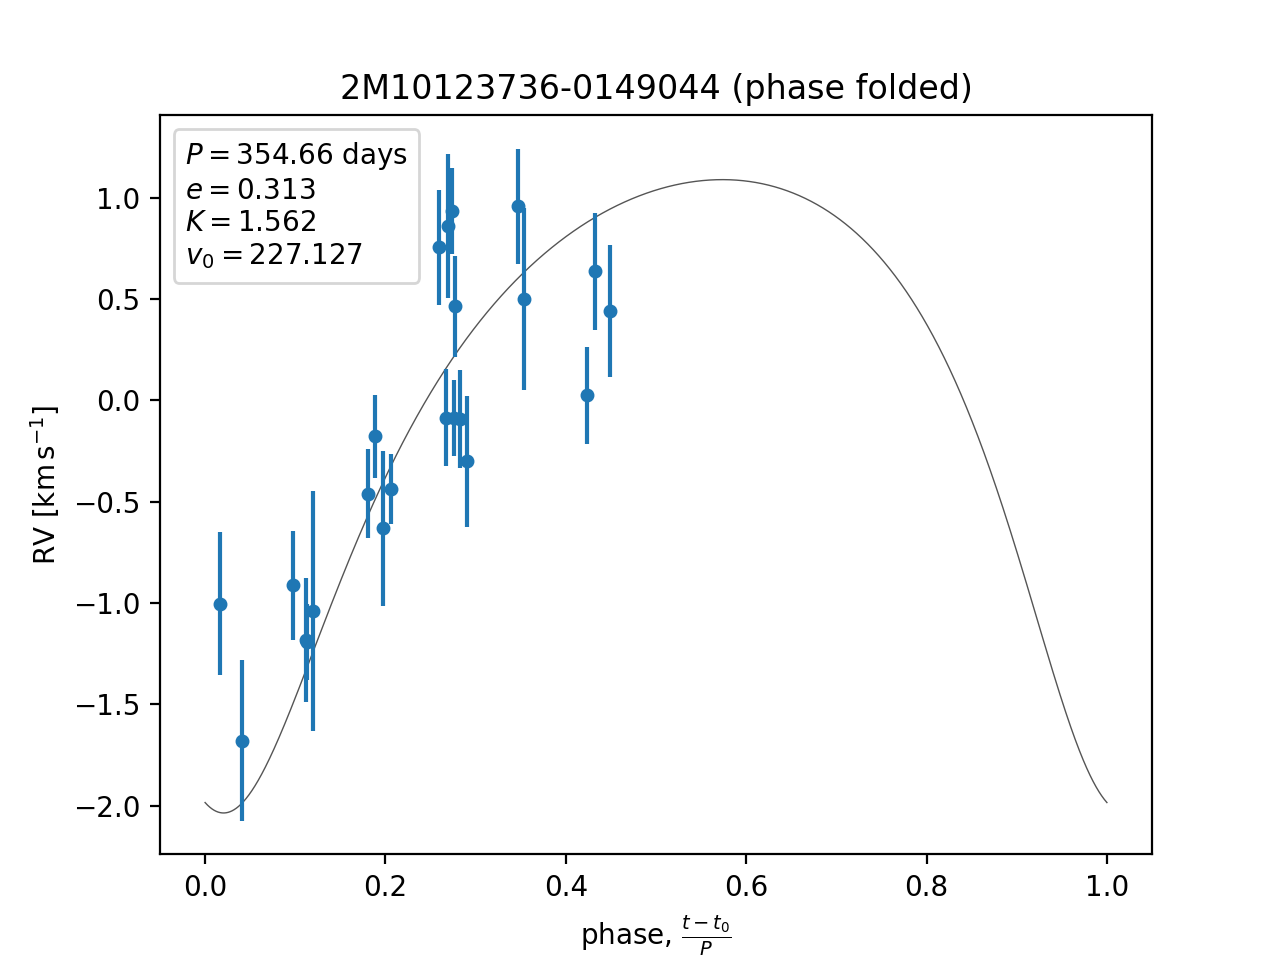 2M10123736-0149044 (phase folded)
P = 354.66 days
e = 0.313
K = 1.562
v₀ = 227.127
1.0
0.5
0.0
−0.5
−1.0
−1.5
−2.0
RV [km s⁻¹]
0.0 0.2 0.4 0.6 0.8 1.0
phase, (t − t₀)/P